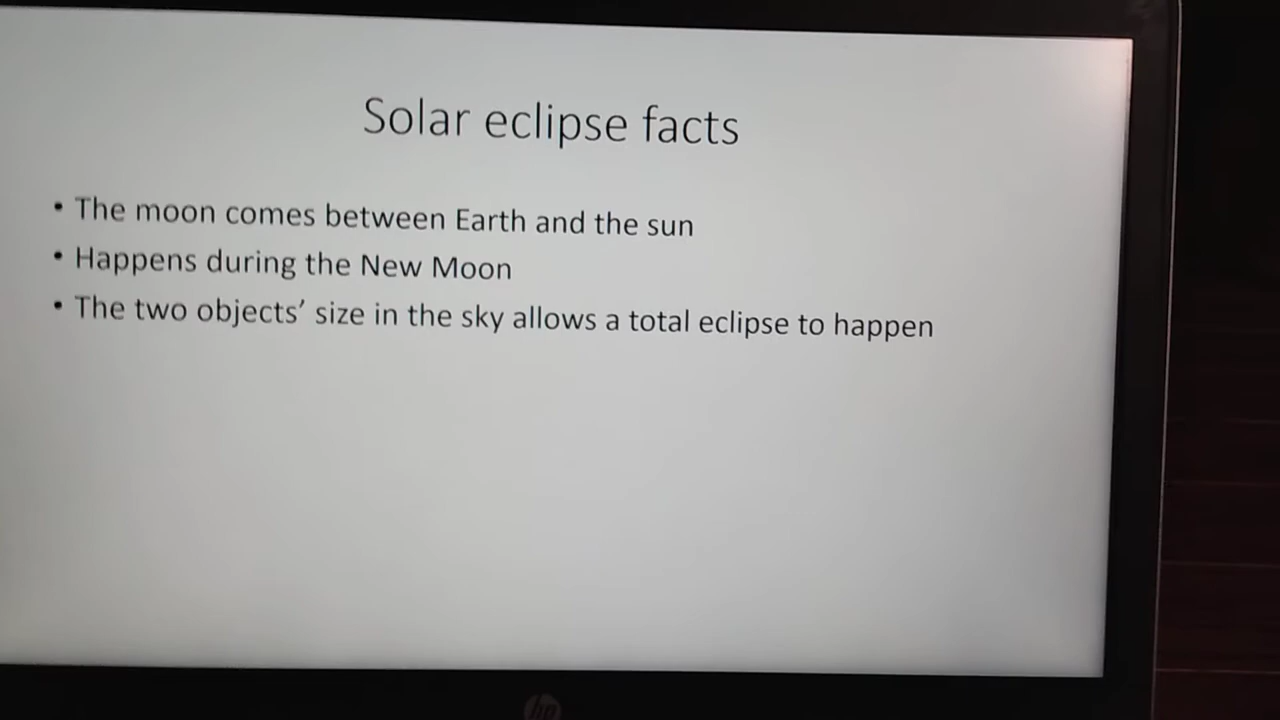 Solar eclipse facts
• The moon comes between Earth and the sun
• Happens during the New Moon
• The two objects’ size in the sky allows a total eclipse to happen
hp